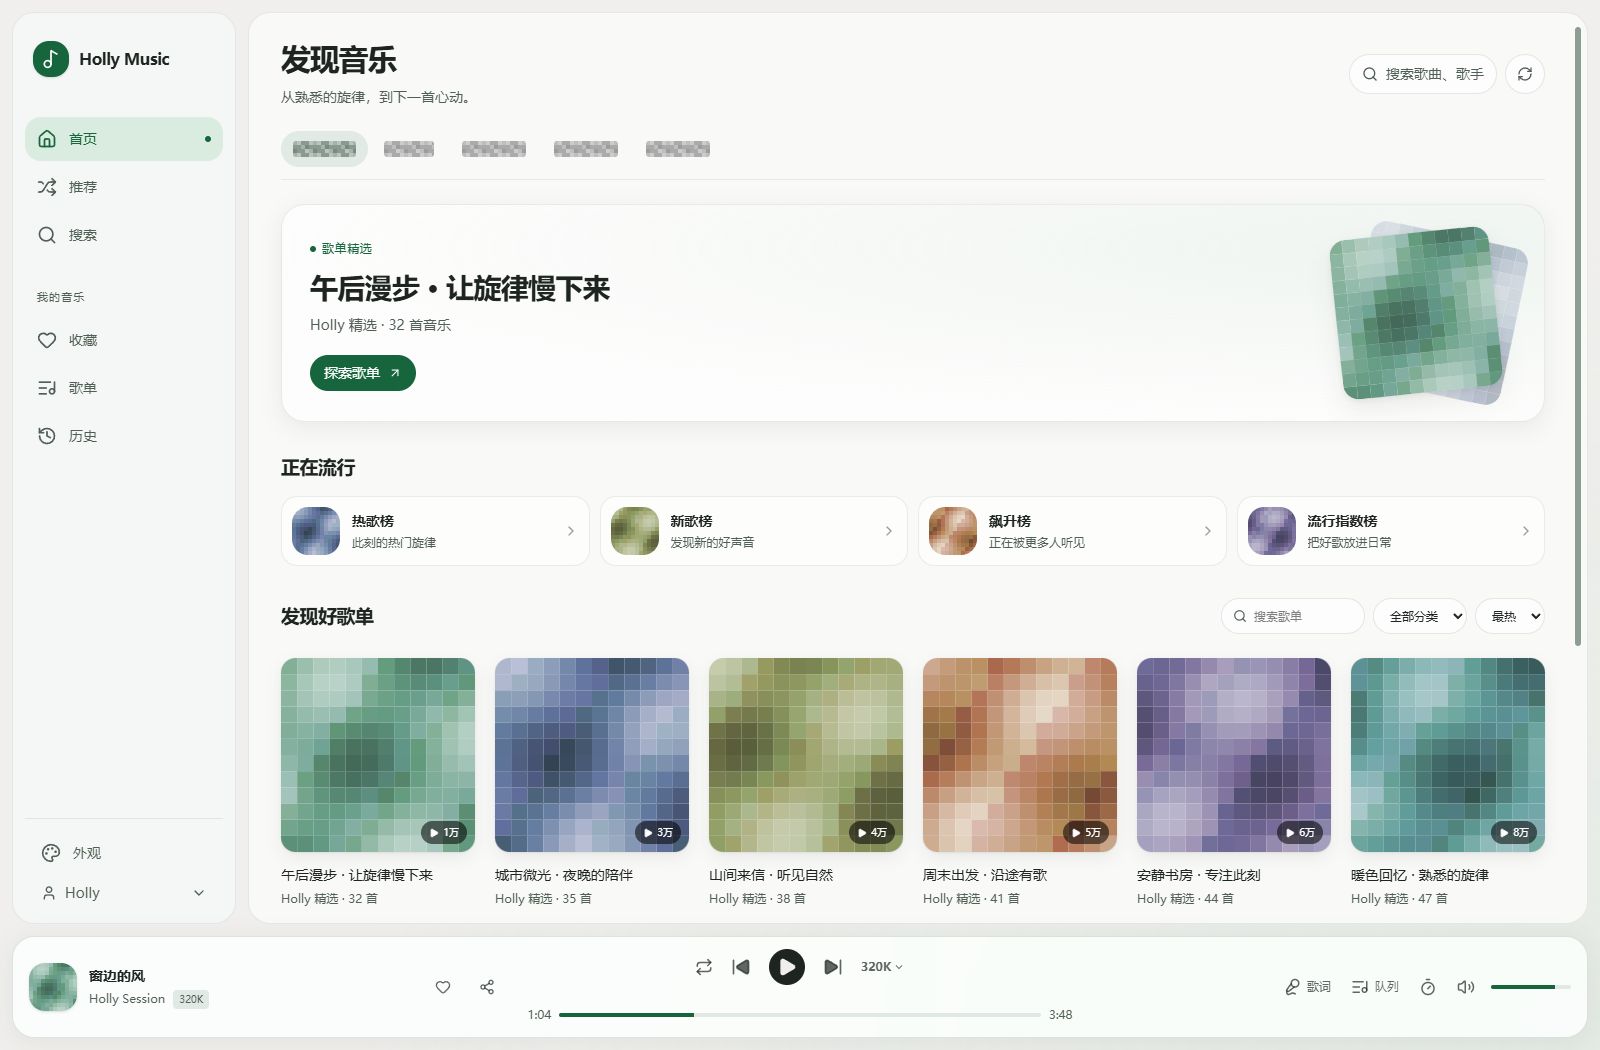 Holly Music
首页
推荐
搜索
我的音乐
收藏
歌单
历史
外观
Holly
发现音乐
从熟悉的旋律，到下一首心动。
搜索歌曲、歌手
歌单精选
午后漫步 · 让旋律慢下来
Holly 精选 · 32 首音乐
探索歌单
正在流行
热歌榜
此刻的热门旋律
新歌榜
发现新的好声音
飙升榜
正在被更多人听见
流行指数榜
把好歌放进日常
发现好歌单
搜索歌单
全部分类
最热
1万
3万
4万
5万
6万
8万
午后漫步 · 让旋律慢下来
Holly 精选 · 32 首
城市微光 · 夜晚的陪伴
Holly 精选 · 35 首
山间来信 · 听见自然
Holly 精选 · 38 首
周末出发 · 沿途有歌
Holly 精选 · 41 首
安静书房 · 专注此刻
Holly 精选 · 44 首
暖色回忆 · 熟悉的旋律
Holly 精选 · 47 首
窗边的风
Holly Session 320K
320K
1:04
3:48
歌词
队列